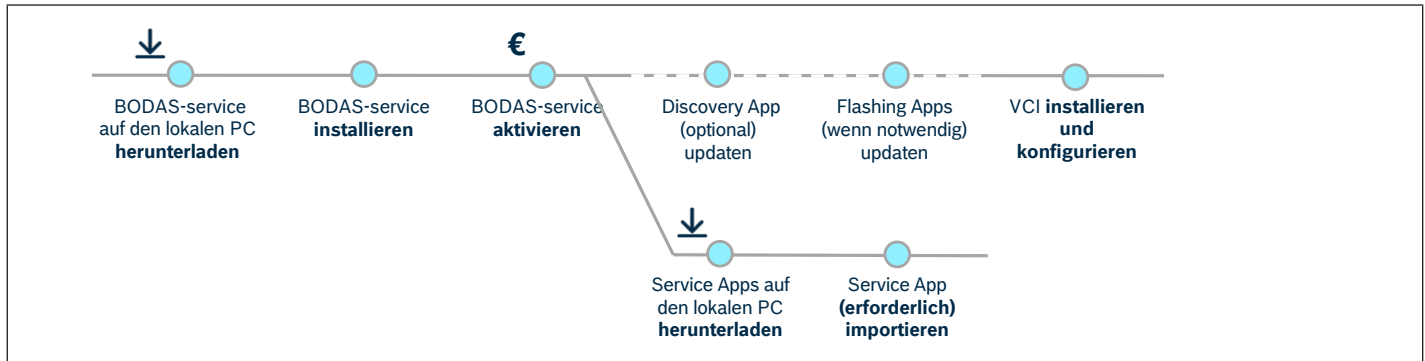 €
BODAS-service
auf den lokalen PC
herunterladen
BODAS-service
installieren
BODAS-service
aktivieren
Discovery App
(optional)
updaten
Flashing Apps
(wenn notwendig)
updaten
VCI installieren
und
konfigurieren
Service Apps auf
den lokalen PC
herunterladen
Service App
(erforderlich)
importieren